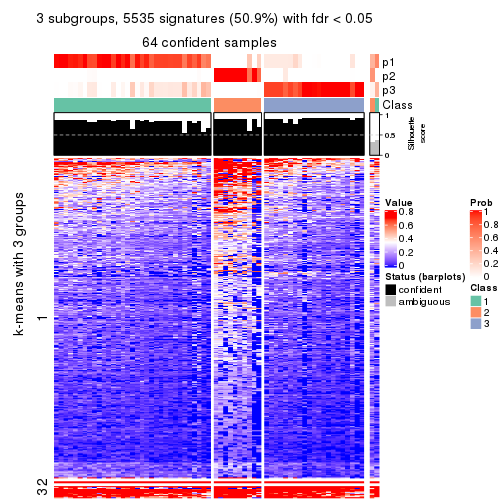 3 subgroups, 5535 signatures (50.9%) with fdr < 0.05
64 confident samples
p1
p2
p3
Class
1
0.5
0
Silhouette
score
k-means with 3 groups
1
2
3
Value
0.8
0.6
0.4
0.2
0
Status (barplots)
confident
ambiguous
Prob
1
0.8
0.6
0.4
0.2
0
Class
1
2
3